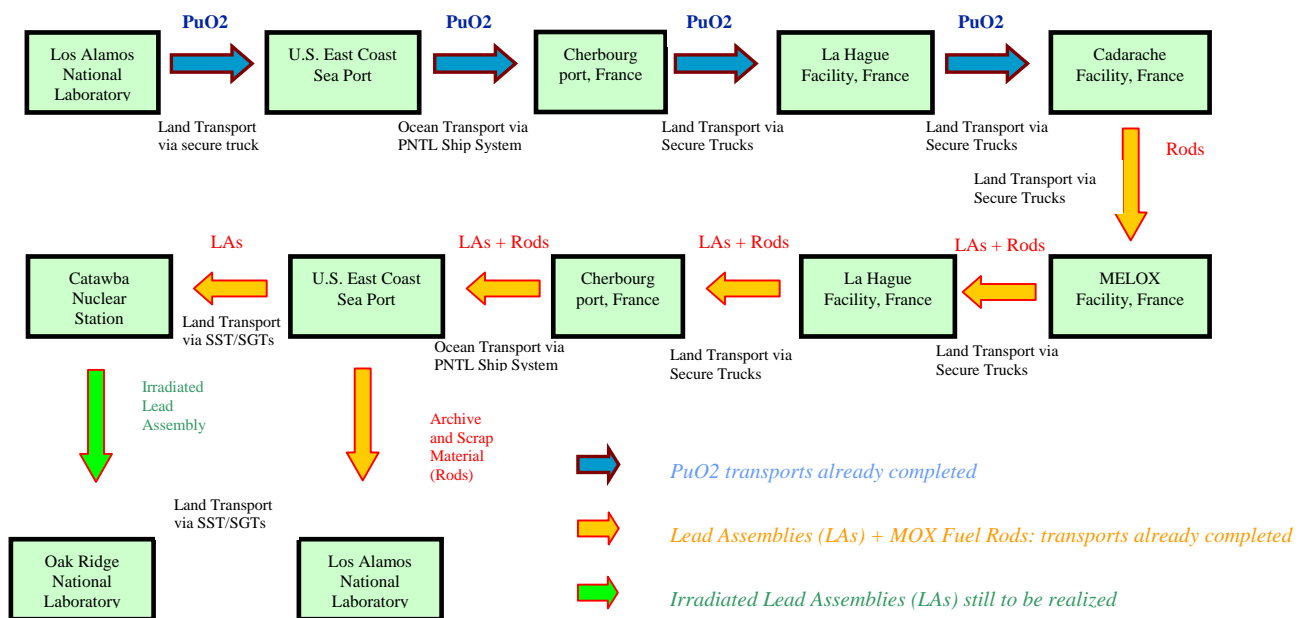 PuO2
PuO2
PuO2
PuO2
Los Alamos
National
Laboratory
U.S. East Coast
Sea Port
Cherbourg
port, France
La Hague
Facility, France
Cadarache
Facility, France
Land Transport
via secure truck
Ocean Transport via
PNTL Ship System
Land Transport via
Secure Trucks
Land Transport via
Secure Trucks
Rods
Land Transport via
Secure Trucks
LAs
LAs + Rods
LAs + Rods
LAs + Rods
Catawba
Nuclear
Station
U.S. East Coast
Sea Port
Cherbourg
port, France
La Hague
Facility, France
MELOX
Facility, France
Land Transport
via SST/SGTs
Ocean Transport via
PNTL Ship System
Land Transport via
Secure Trucks
Land Transport via
Secure Trucks
Irradiated
Lead
Assembly
Archive
and Scrap
Material
(Rods)
Land Transport
via SST/SGTs
Oak Ridge
National
Laboratory
Los Alamos
National
Laboratory
PuO2 transports already completed
Lead Assemblies (LAs) + MOX Fuel Rods: transports already completed
Irradiated Lead Assemblies (LAs) still to be realized